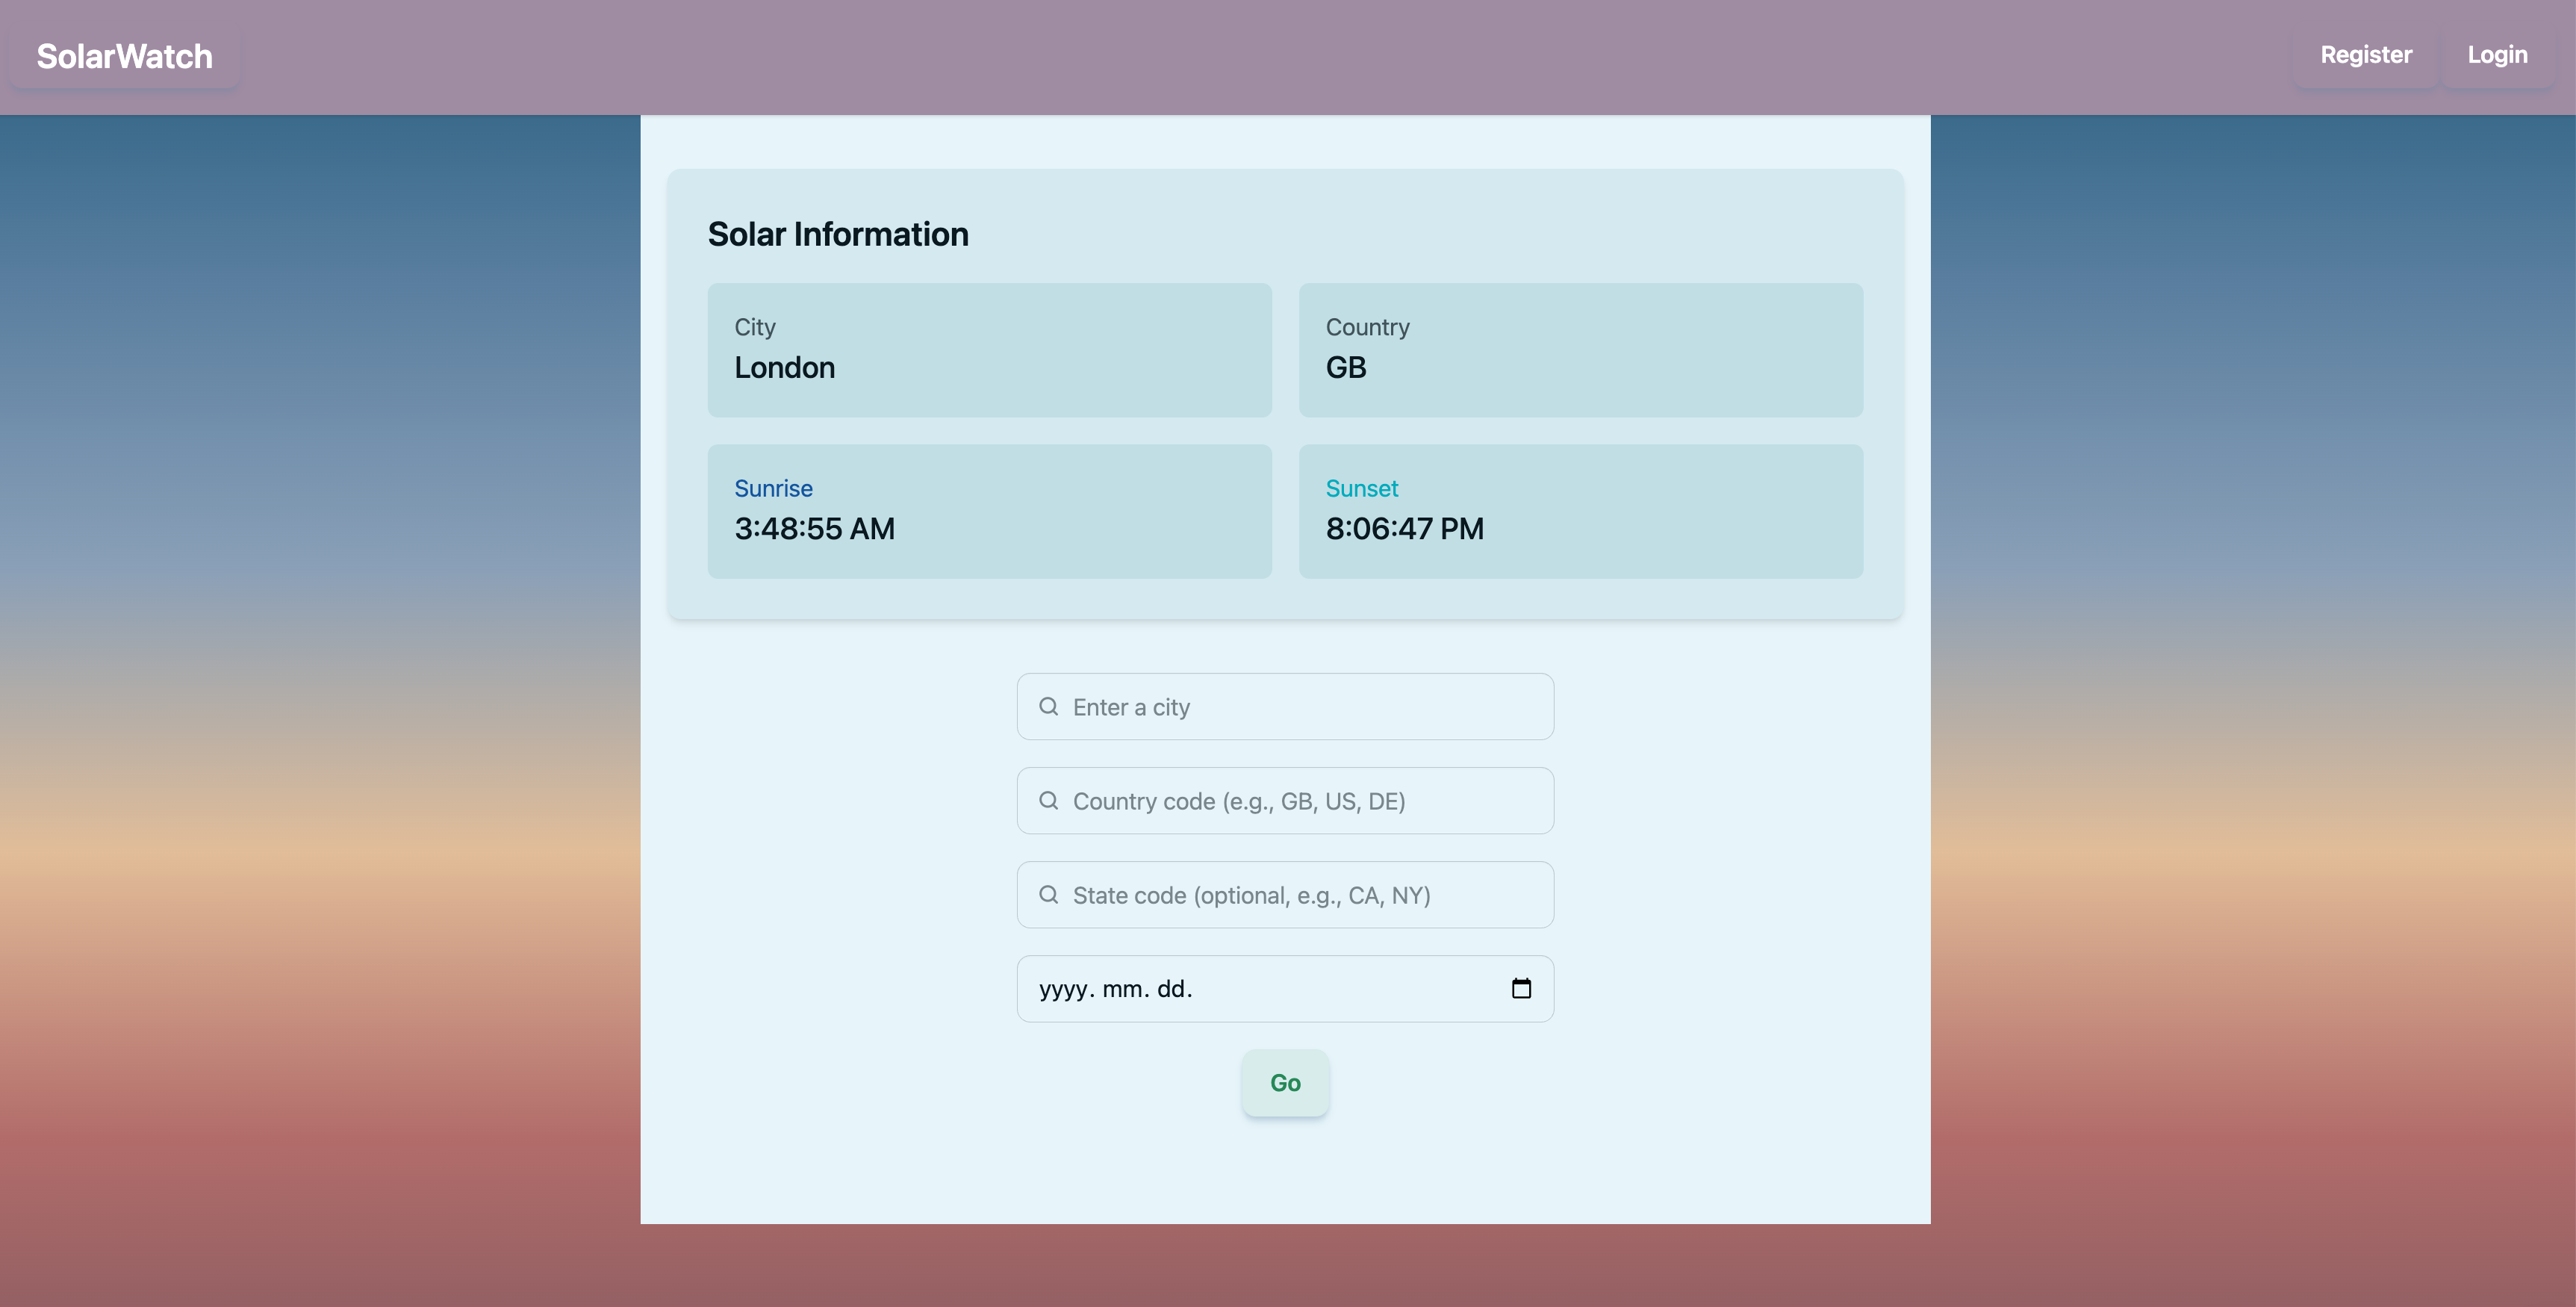 SolarWatch
Register
Login
Solar Information
City
London
Country
GB
Sunrise
3:48:55 AM
Sunset
8:06:47 PM
Enter a city
Country code (e.g., GB, US, DE)
State code (optional, e.g., CA, NY)
yyyy. mm. dd.
Go